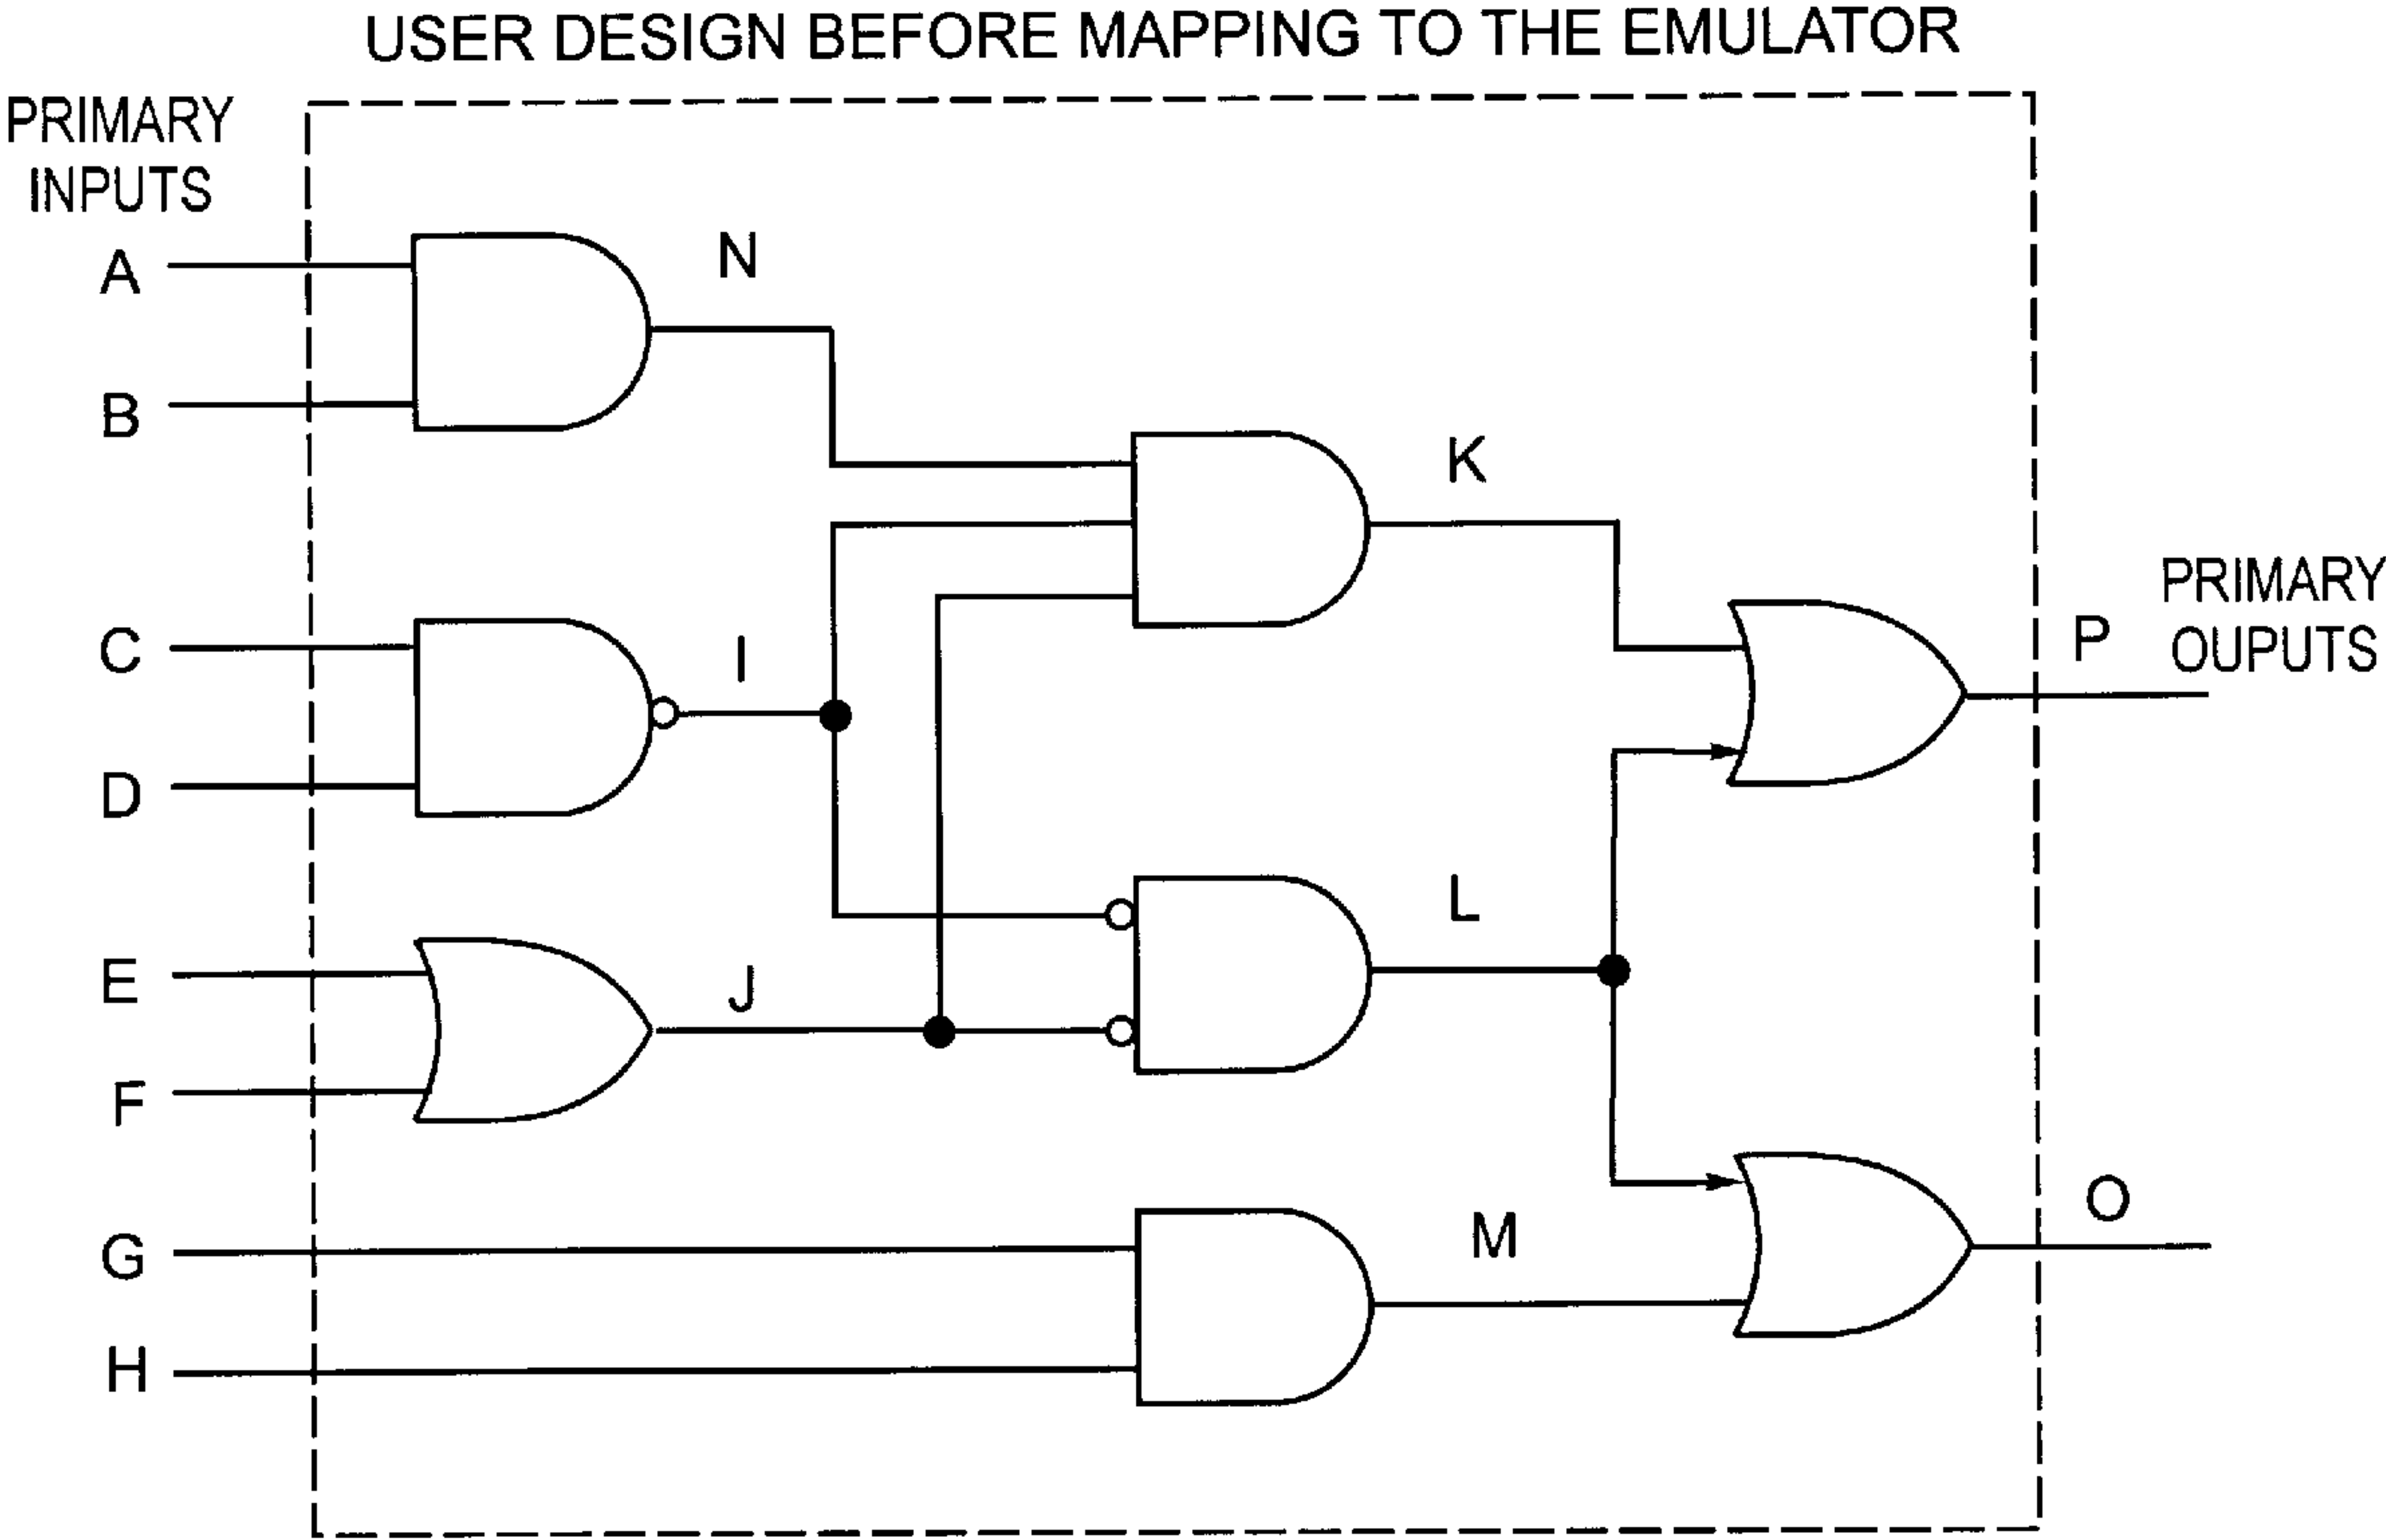 USER DESIGN BEFORE MAPPING TO THE EMULATOR
PRIMARY
INPUTS
A
N
B
K
C
I
PRIMARY
P
OUPUTS
D
L
E
J
F
G
M
O
H